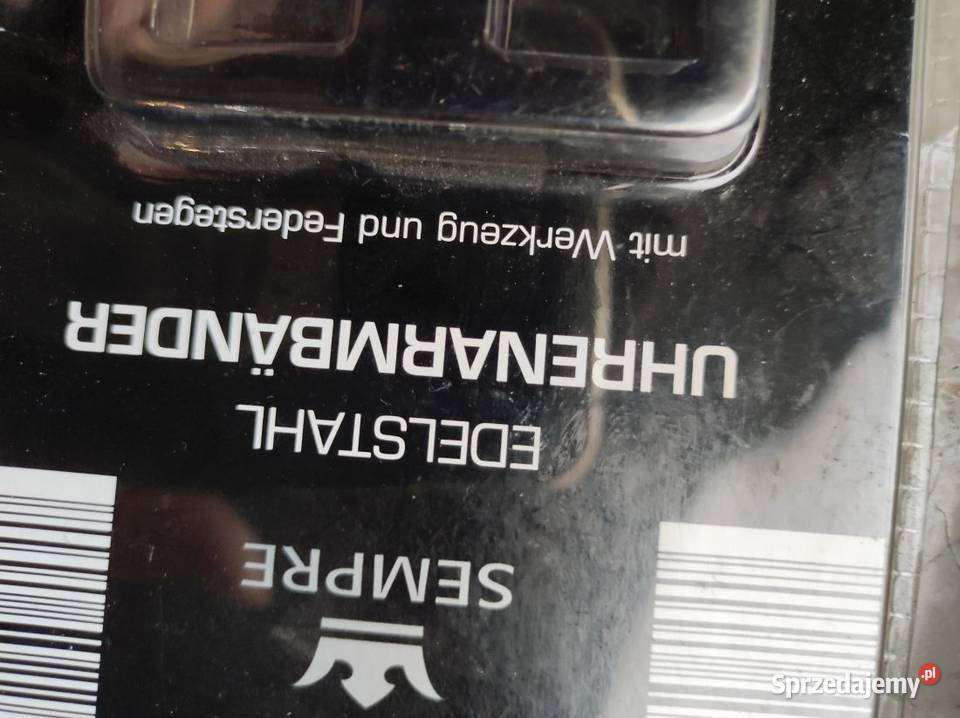 SEMPRE
EDELSTAHL
UHRENARMBÄNDER
mit Werkzeug und Federstegen
Sprzedajemy.pl